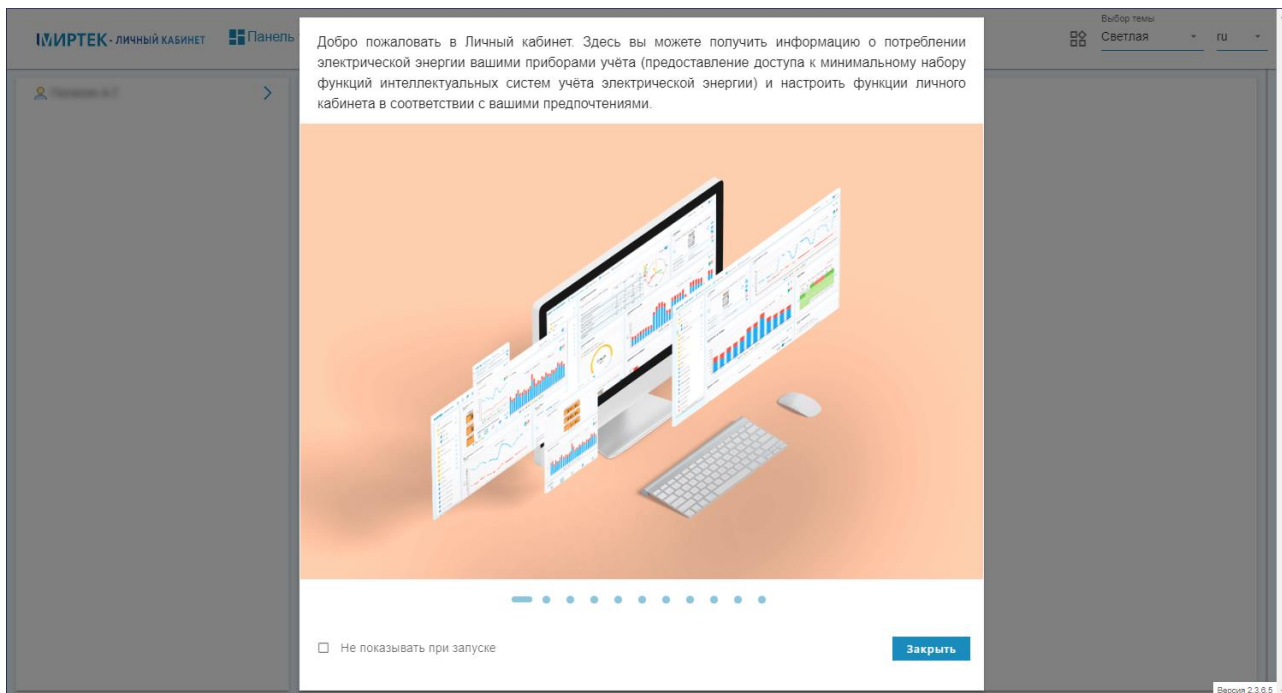 Выбор темы
МИРТЕК - ЛИЧНЫЙ КАБИНЕТ
Панель
Светлая
ru
Добро пожаловать в Личный кабинет. Здесь вы можете получить информацию о потреблении
электрической энергии вашими приборами учёта (предоставление доступа к минимальному набору
функций интеллектуальных систем учёта электрической энергии) и настроить функции личного
кабинета в соответствии с вашими предпочтениями.
Не показывать при запуске
Закрыть
Версия 2.3.6.5